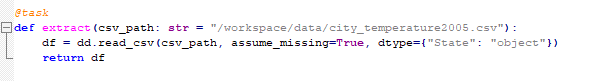 @task
def extract(csv_path: str = "/workspace/data/city_temperature2005.csv"):
    df = dd.read_csv(csv_path, assume_missing=True, dtype={"State": "object"})
    return df